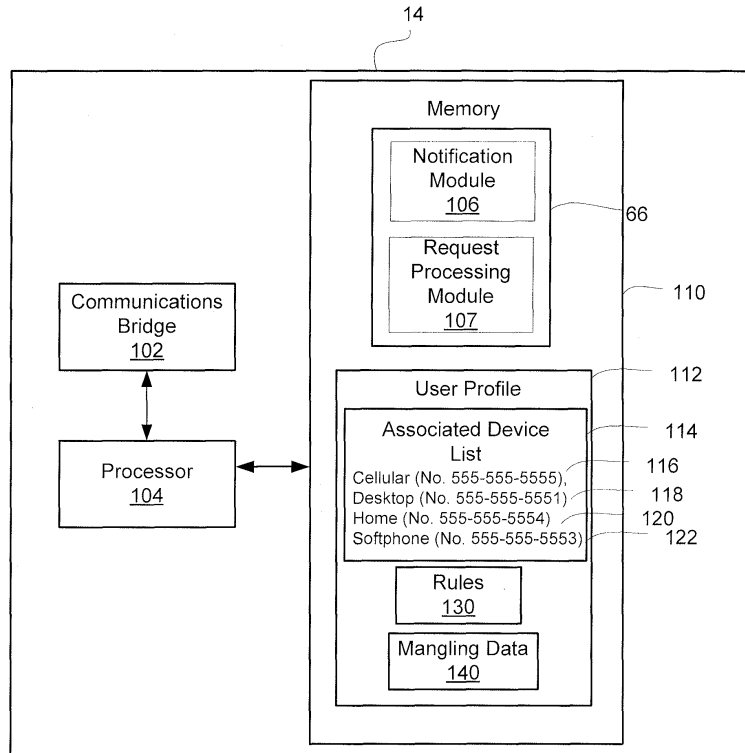 14
Memory
Notification
Module
106
66
Request
Processing
Module
107
110
Communications
Bridge
102
112
User Profile
114
Associated Device
List
Cellular (No. 555-555-5555),
116
Desktop (No. 555-555-5551)
118
Home (No. 555-555-5554)
120
Softphone (No. 555-555-5553)
122
Processor
104
Rules
130
Mangling Data
140